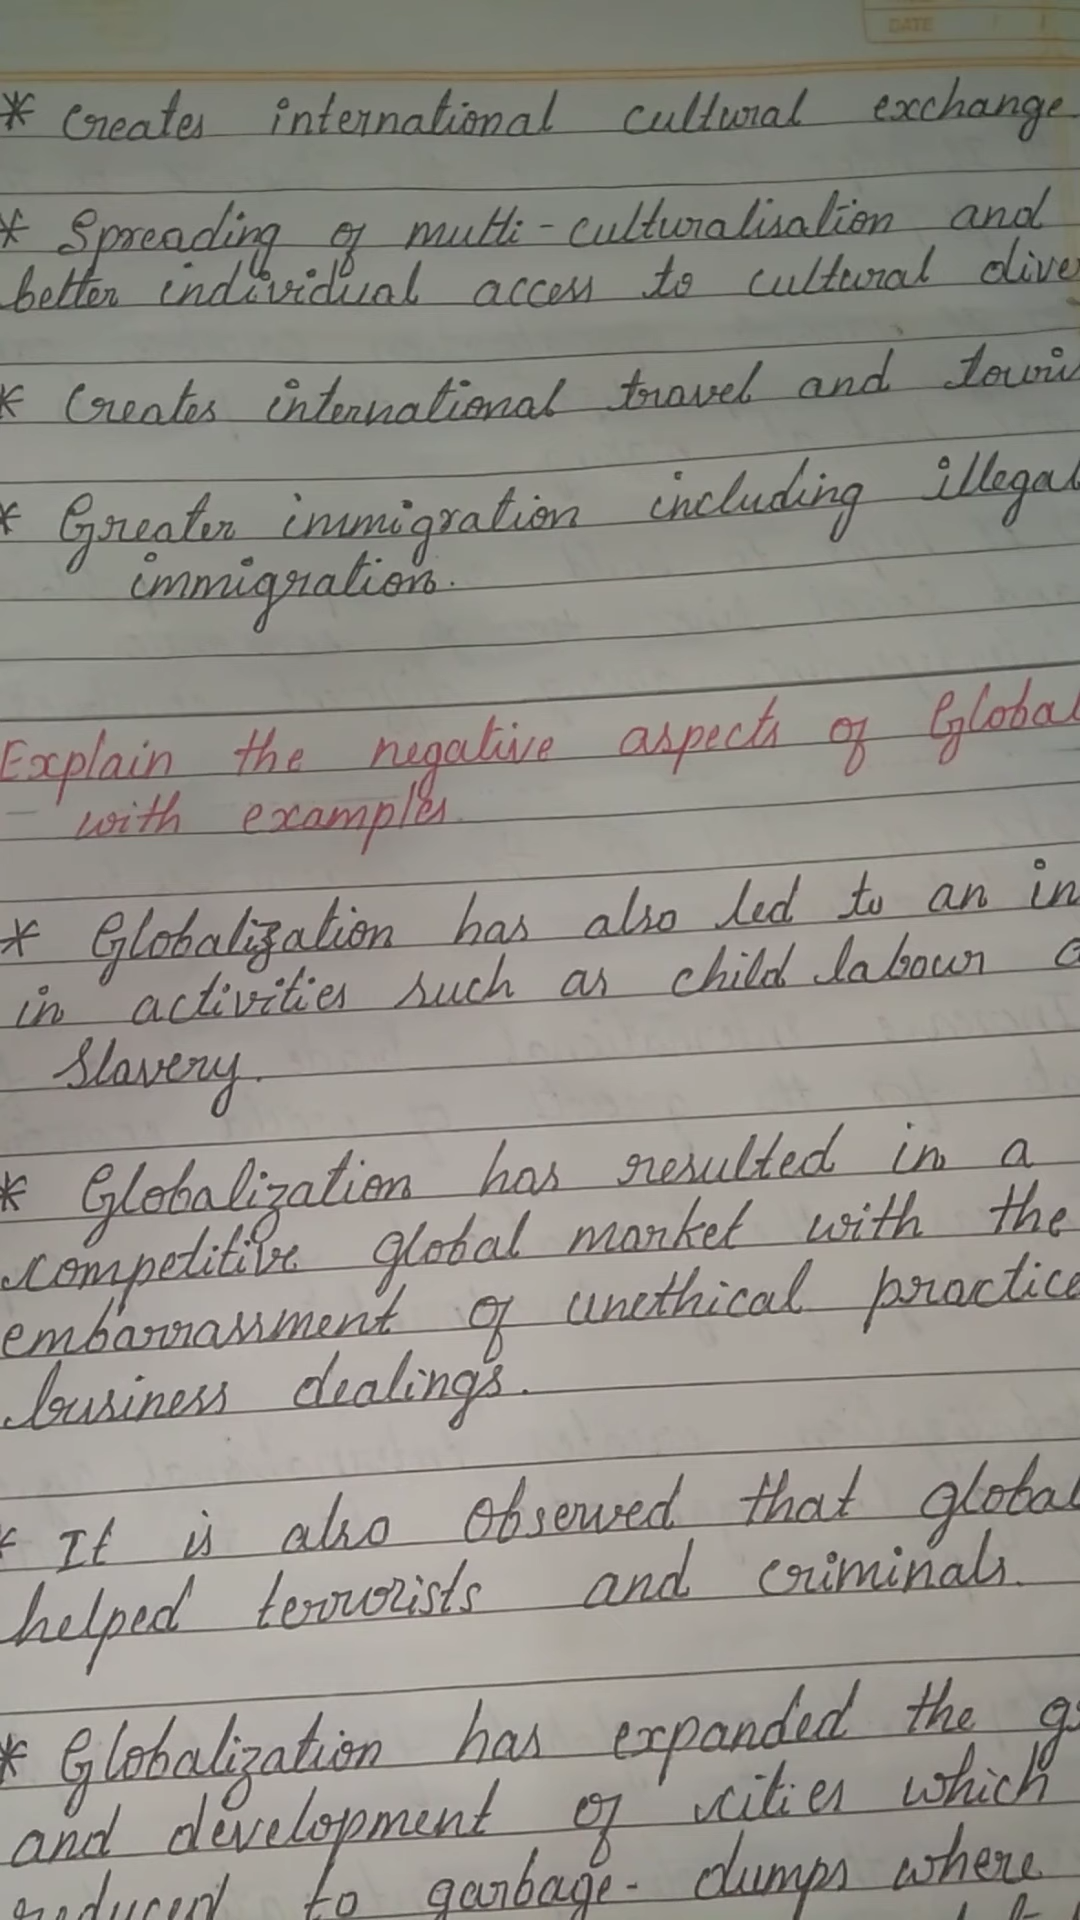 DATE
* Creates international cultural exchange
* Spreading of multi-culturalisation and
better individual access to cultural dive
* Creates international travel and touris
* Greater immigration including illegal
immigration.
Explain the negative aspects of Global
with examples.
* Globalization has also led to an in
in activities such as child labour
Slavery.
* Globalization has resulted in a
competitive global market with the
embarrassment of unethical practice
business dealings.
* It is also observed that global
helped terrorists and criminals.
* Globalization has expanded the g
and development of cities which
to garbage-dumps where